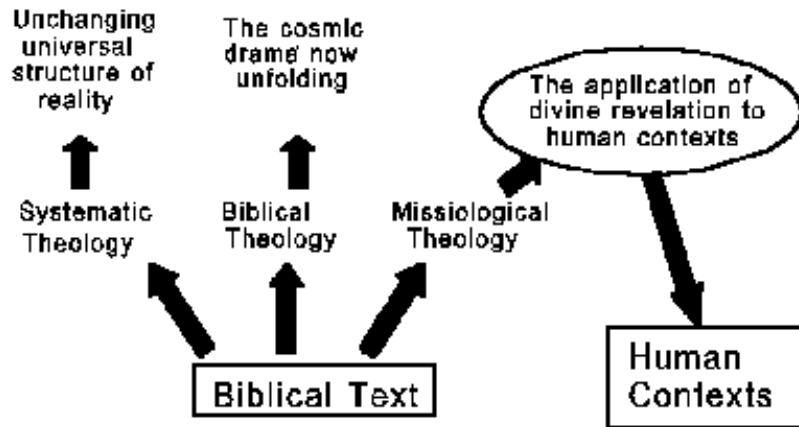 Unchanging
universal
structure of
reality
The cosmic
drama now
unfolding
The application of
divine revelation to
human contexts
Systematic
Theology
Biblical
Theology
Missiological
Theology
Biblical Text
Human
Contexts